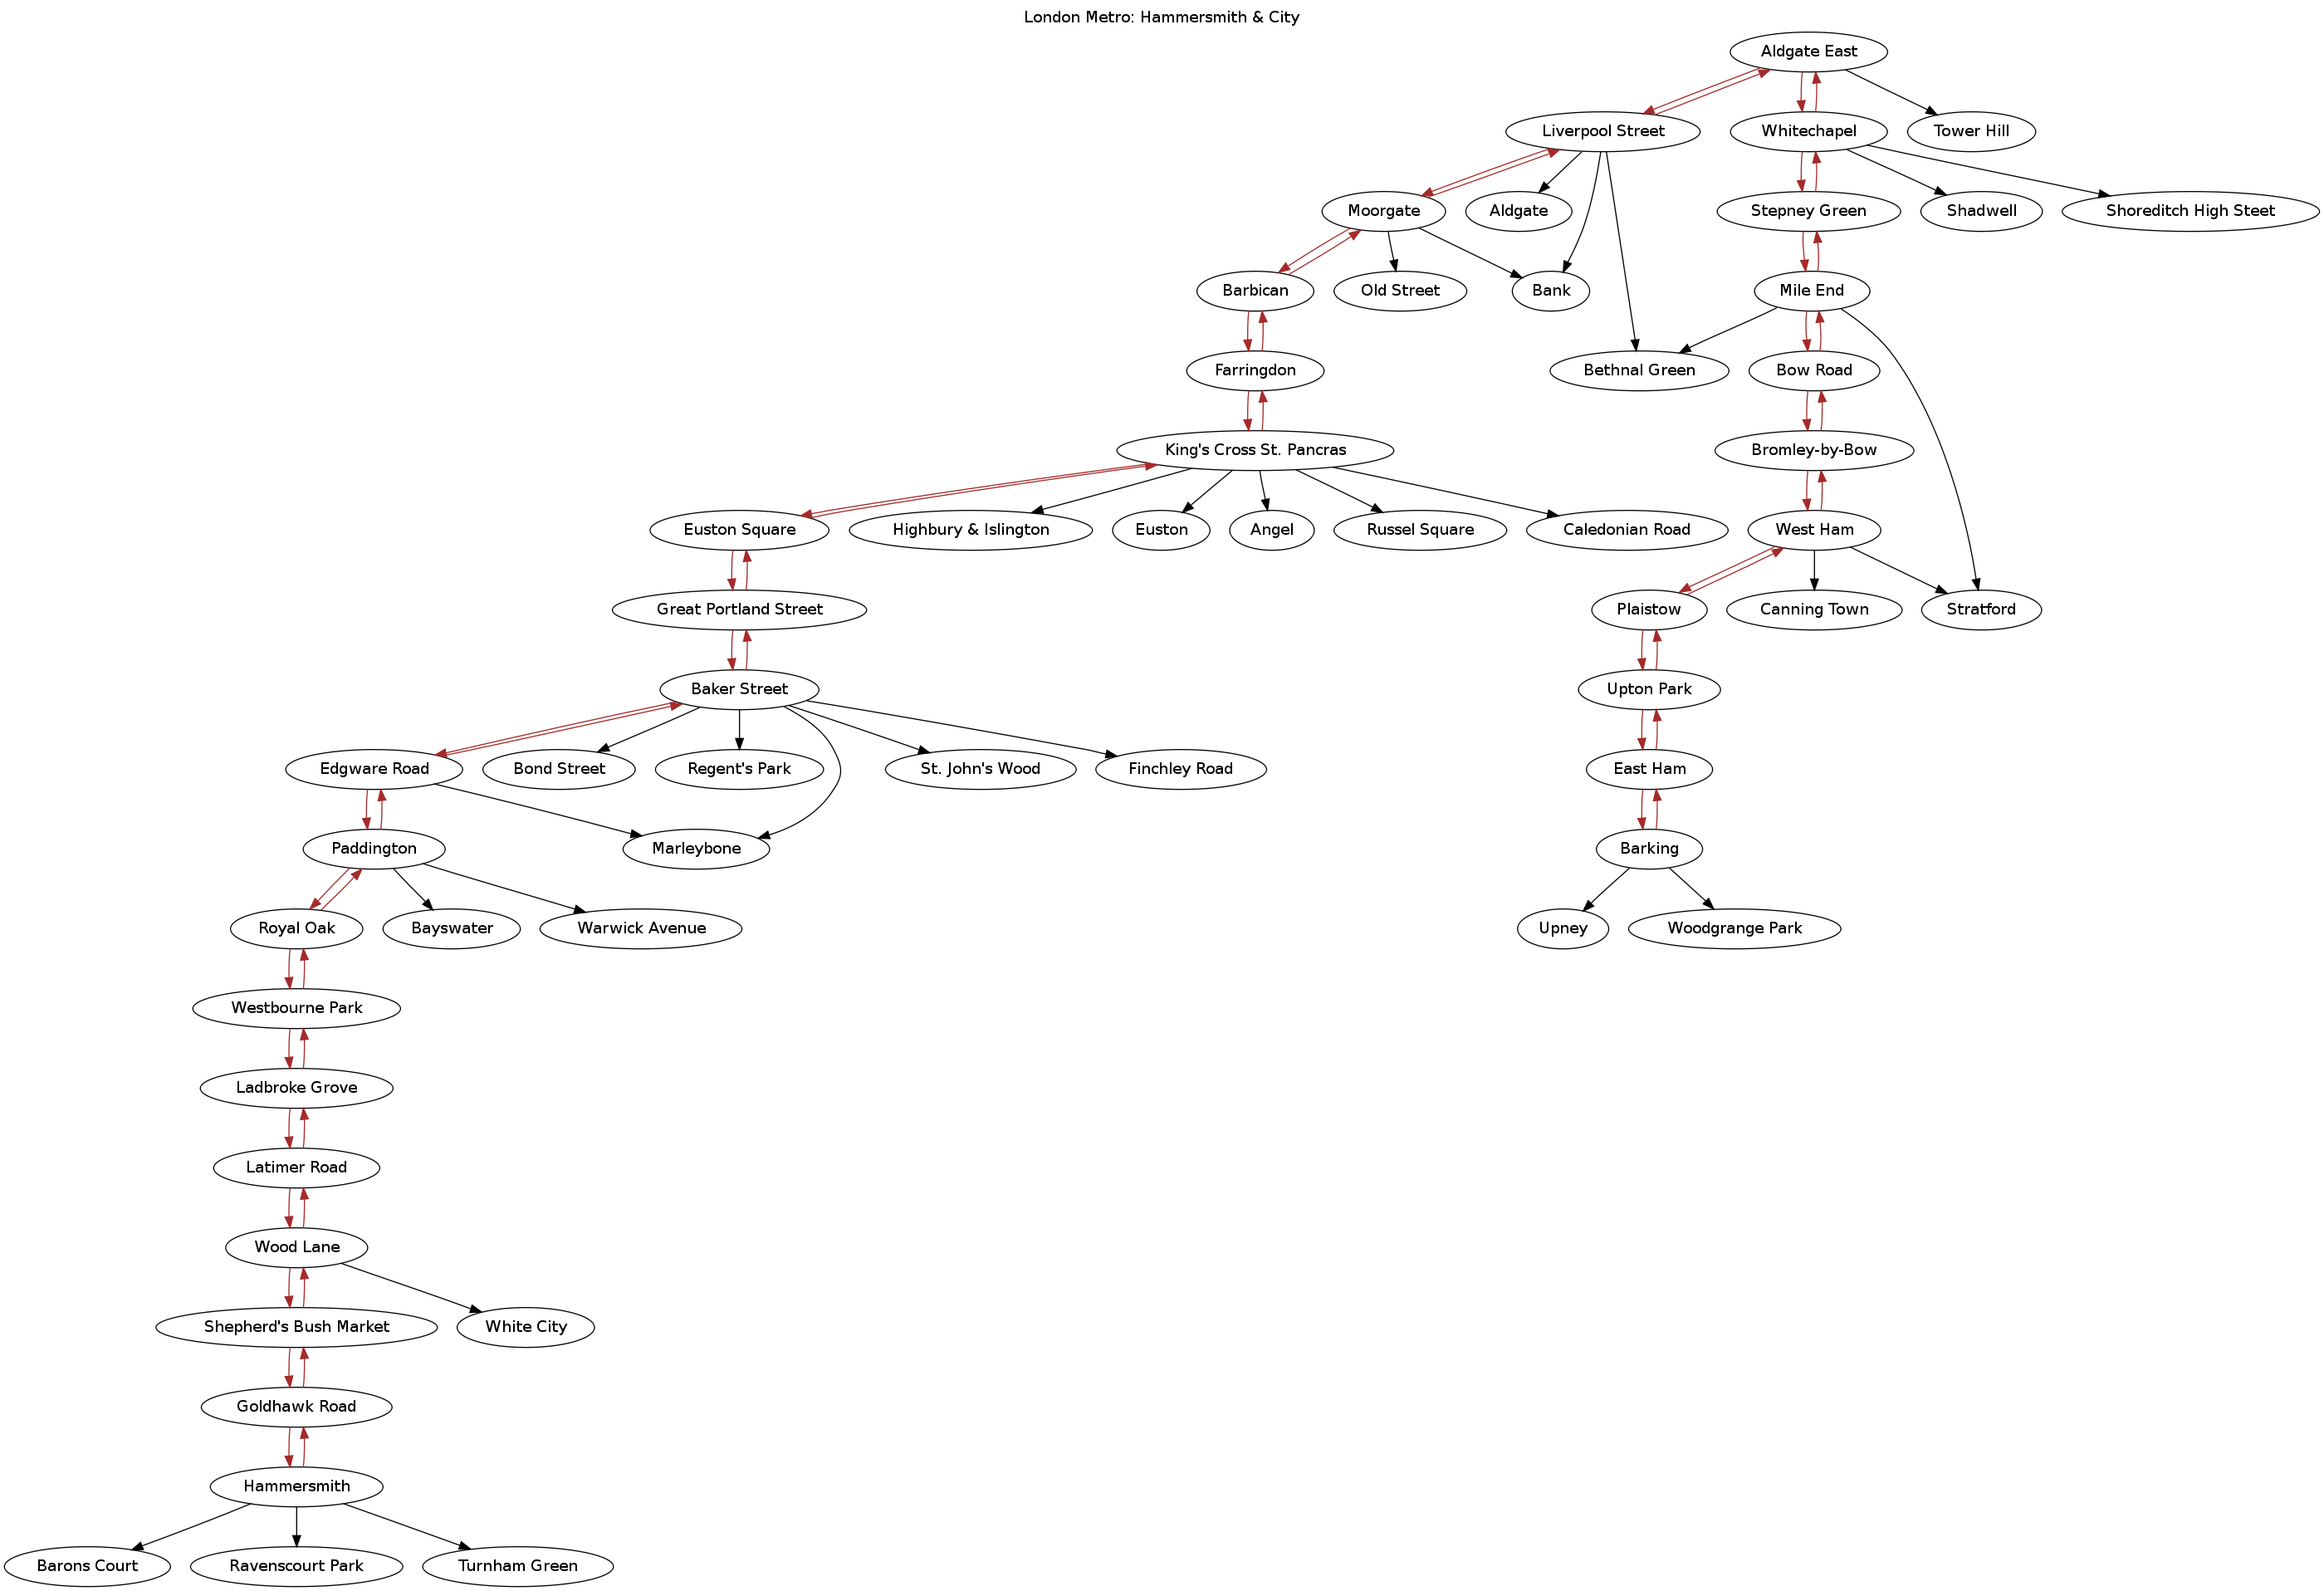 London Metro: Hammersmith & City
Aldgate East
Liverpool Street
Whitechapel
Tower Hill
Moorgate
Aldgate
Stepney Green
Shadwell
Shoreditch High Steet
Barbican
Old Street
Bank
Mile End
Farringdon
Bethnal Green
Bow Road
King's Cross St. Pancras
Bromley-by-Bow
Euston Square
Highbury & Islington
Euston
Angel
Russel Square
Caledonian Road
West Ham
Great Portland Street
Plaistow
Canning Town
Stratford
Baker Street
Upton Park
Edgware Road
Bond Street
Regent's Park
St. John's Wood
Finchley Road
East Ham
Paddington
Marleybone
Barking
Royal Oak
Bayswater
Warwick Avenue
Upney
Woodgrange Park
Westbourne Park
Ladbroke Grove
Latimer Road
Wood Lane
Shepherd's Bush Market
White City
Goldhawk Road
Hammersmith
Barons Court
Ravenscourt Park
Turnham Green